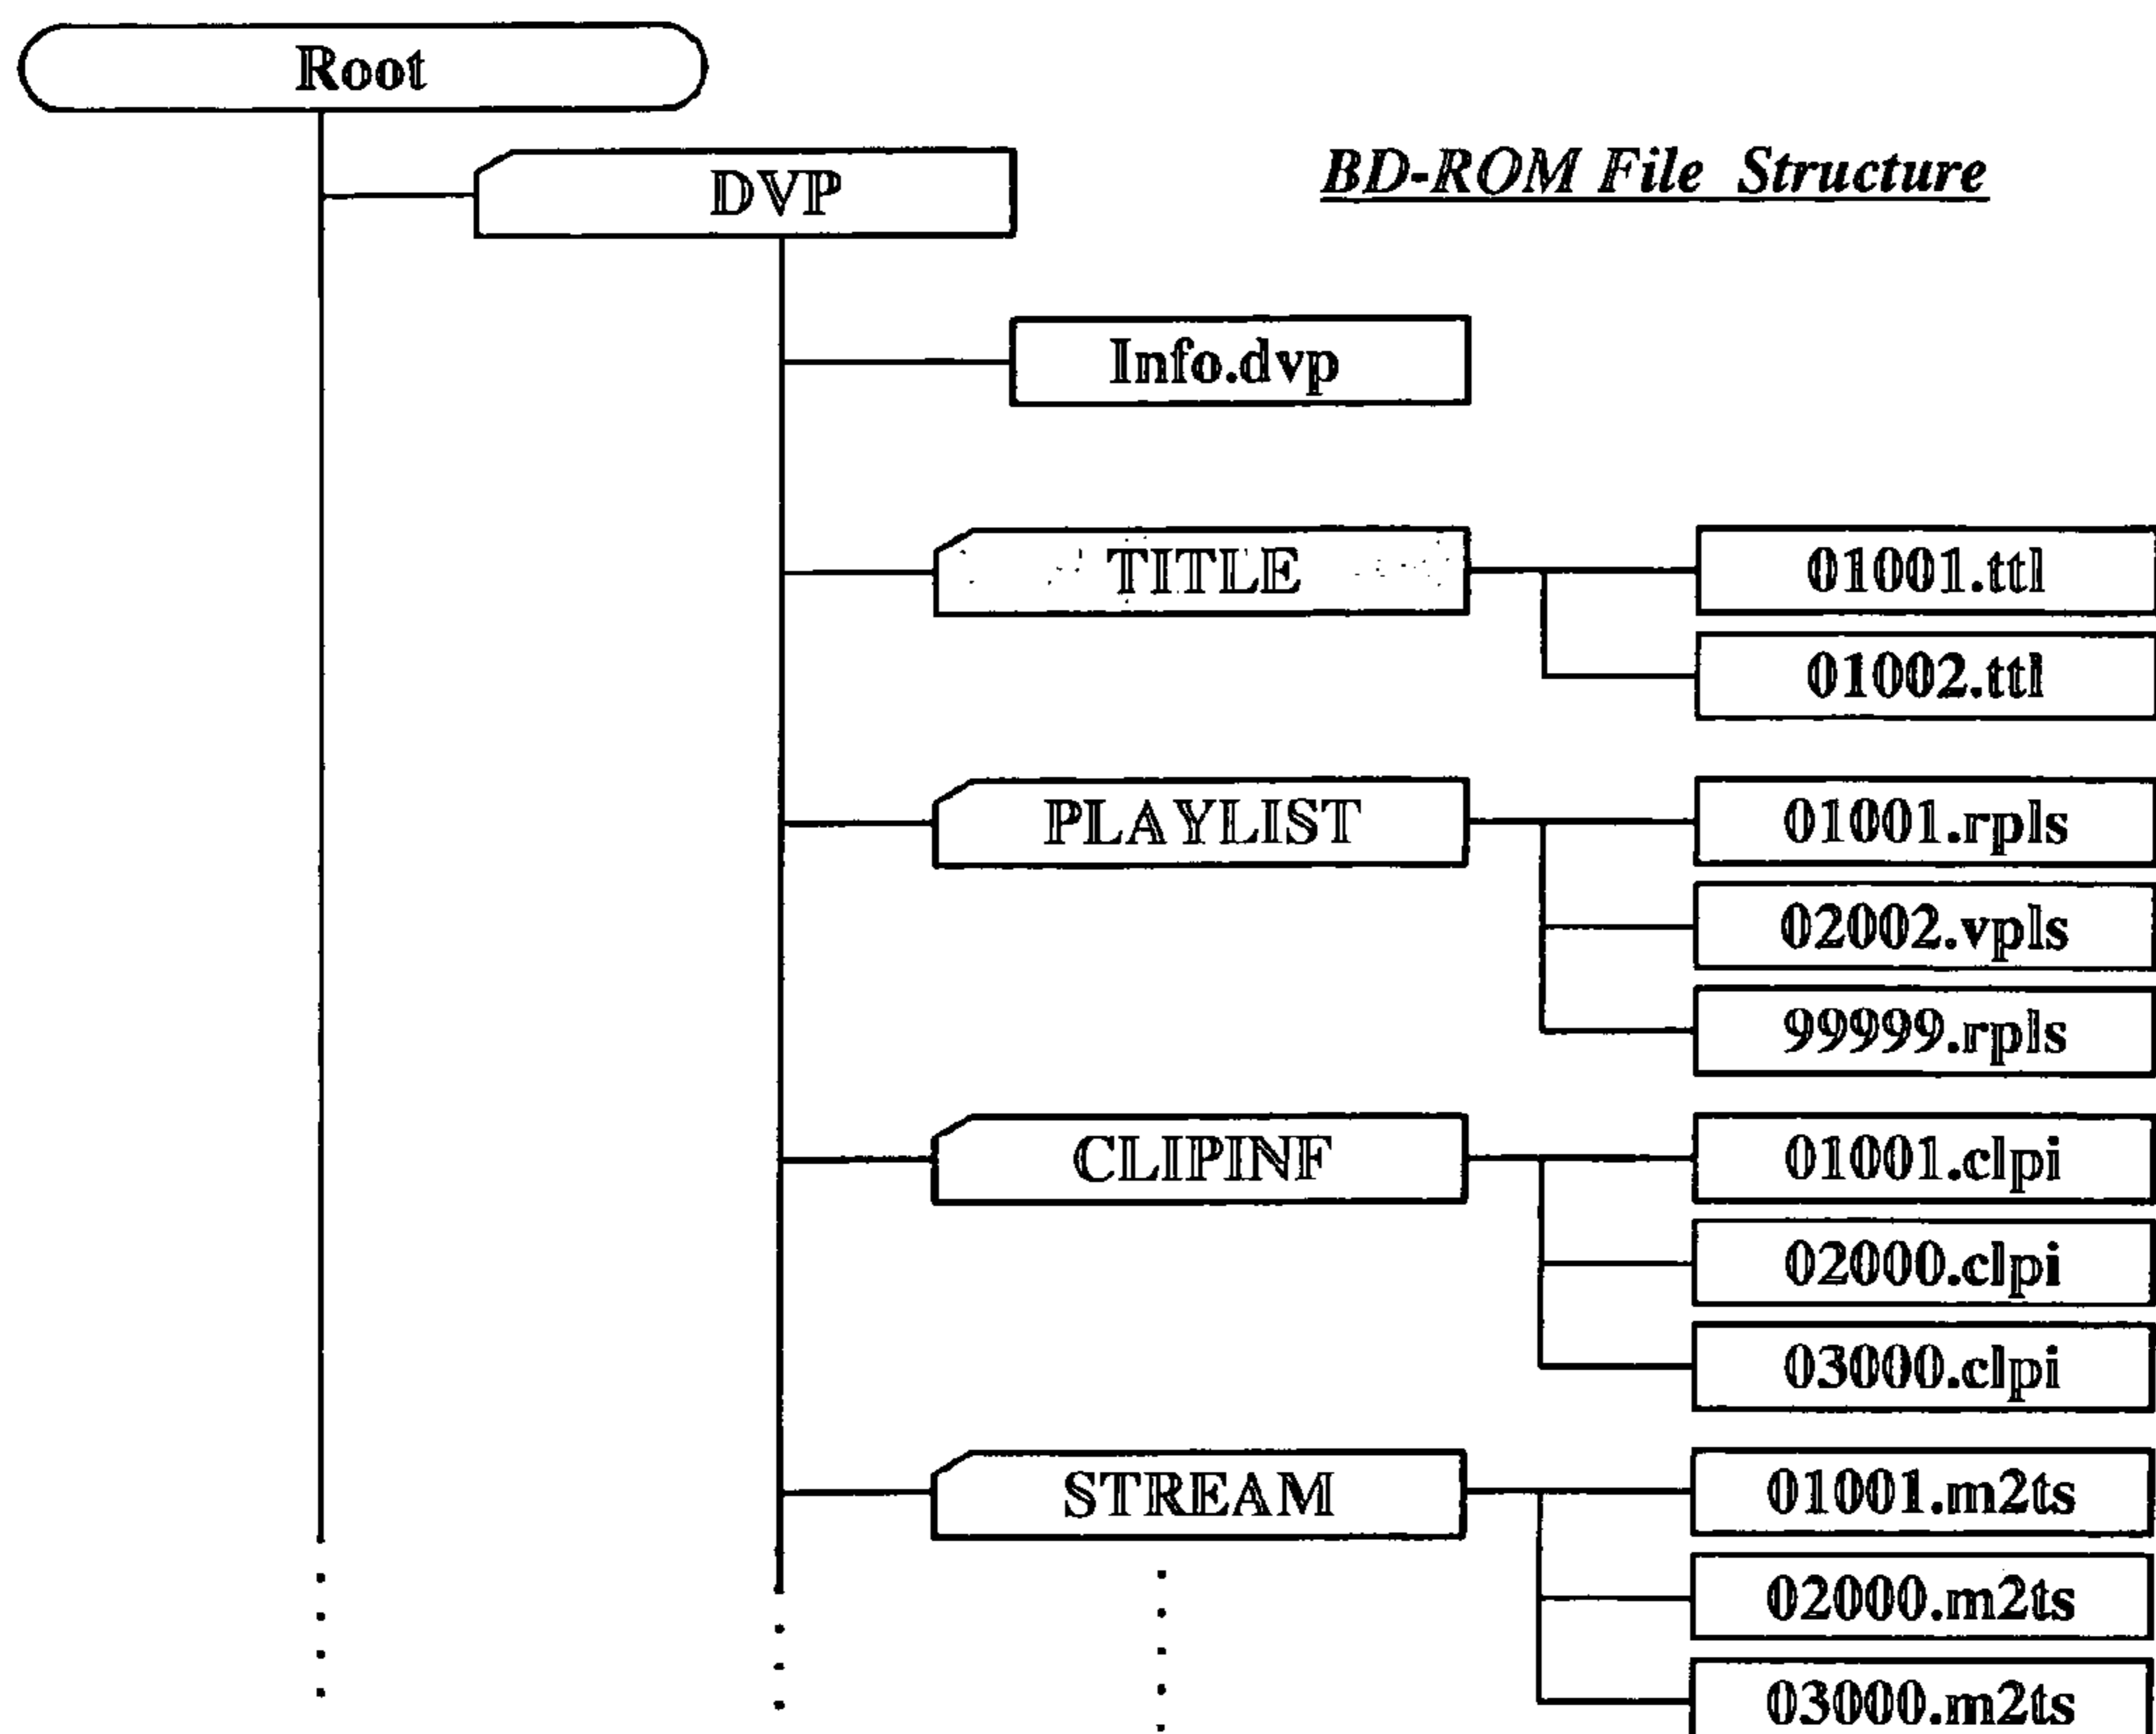 Root
DVP
BD-ROM File Structure
Info.dvp
TITLE
01001.ttl
01002.ttl
PLAYLIST
01001.rpls
02002.vpls
99999.rpls
CLIPINF
01001.clpi
02000.clpi
03000.clpi
STREAM
01001.m2ts
02000.m2ts
03000.m2ts